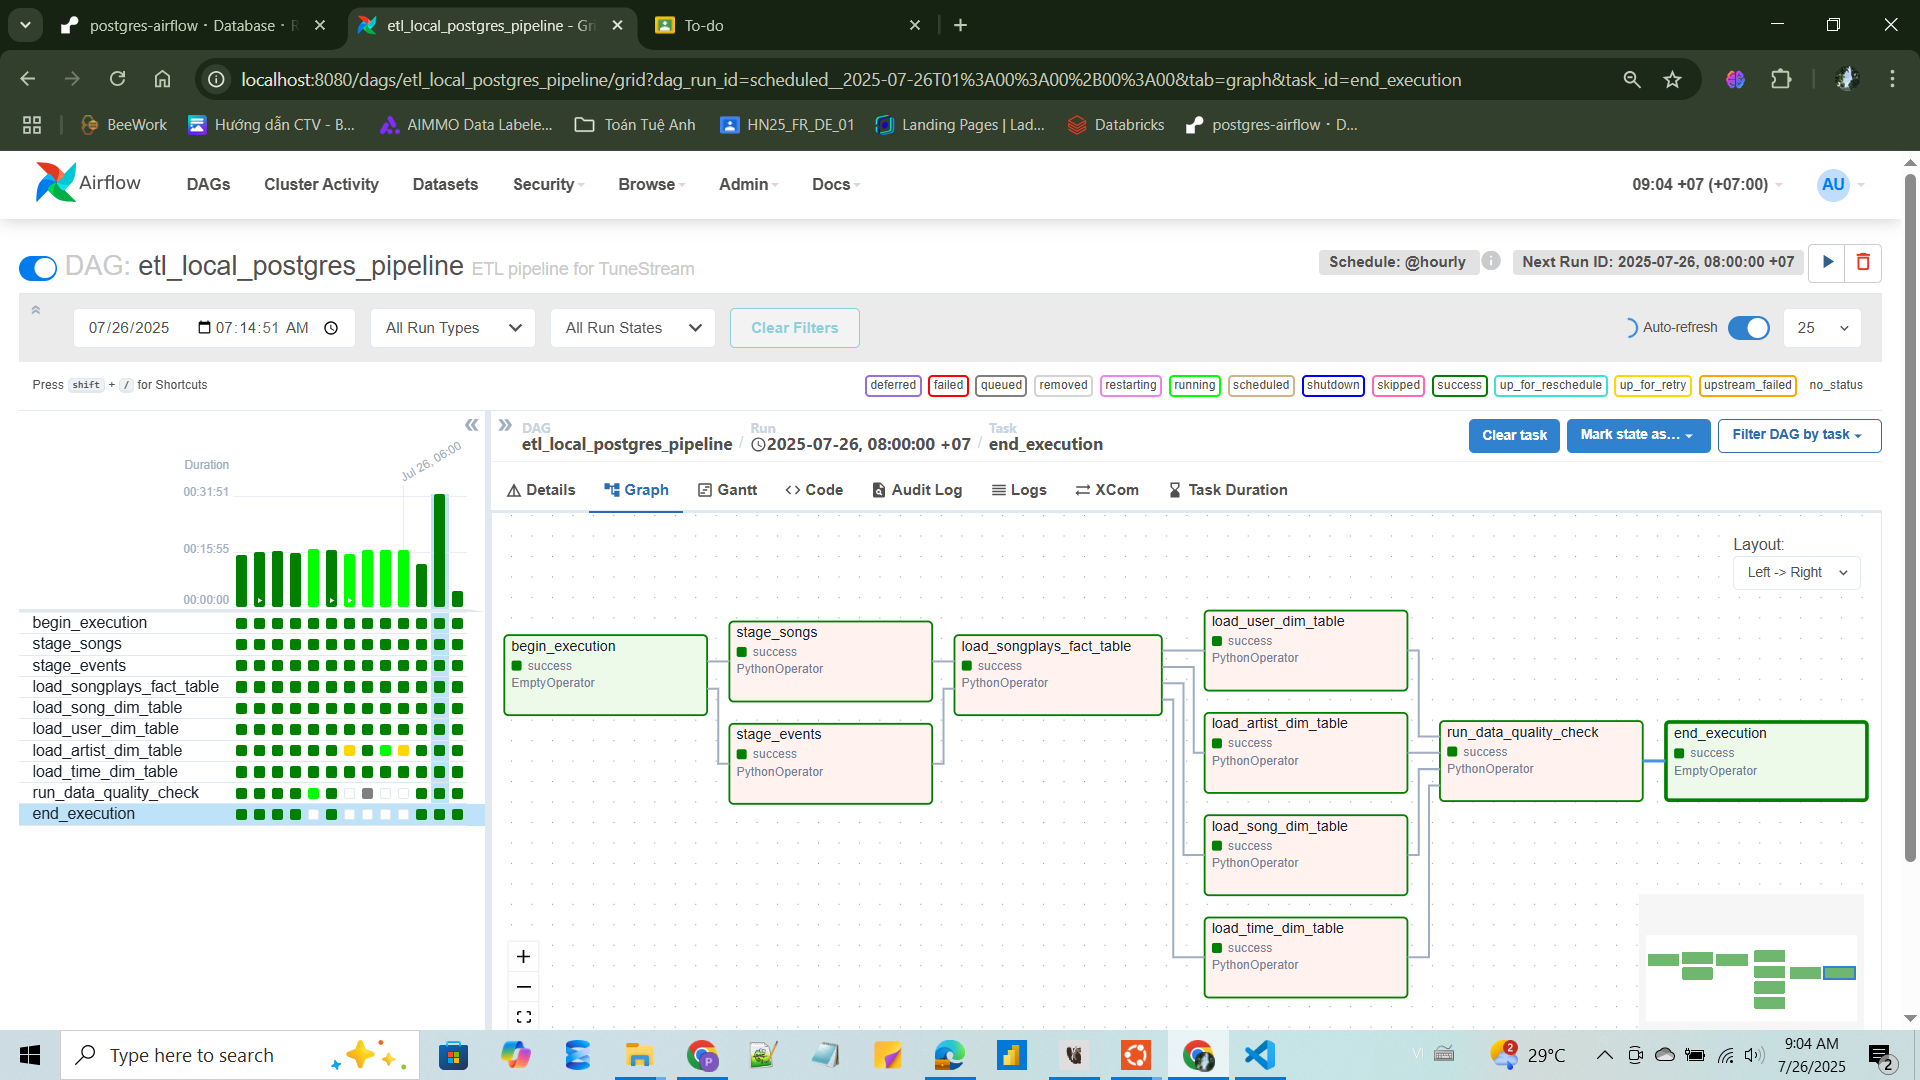 postgres-airflow · Database · R
etl_local_postgres_pipeline - Gri
To-do
localhost:8080/dags/etl_local_postgres_pipeline/grid?dag_run_id=scheduled__2025-07-26T01%3A00%3A00%2B00%3A00&tab=graph&task_id=end_execution
BeeWork
Hướng dẫn CTV - B...
AIMMO Data Labele...
Toán Tuệ Anh
HN25_FR_DE_01
Landing Pages | Lad...
Databricks
postgres-airflow · D...
Airflow
DAGs
Cluster Activity
Datasets
Security
Browse
Admin
Docs
09:04 +07 (+07:00)
AU
DAG: etl_local_postgres_pipeline ETL pipeline for TuneStream
Schedule: @hourly
Next Run ID: 2025-07-26, 08:00:00 +07
07/26/2025 07:14:51 AM
All Run Types
All Run States
Clear Filters
Auto-refresh
25
Press shift + / for Shortcuts
deferred
failed
queued
removed
restarting
running
scheduled
shutdown
skipped
success
up_for_reschedule
up_for_retry
upstream_failed
no_status
Duration
Jul 26, 06:00
00:31:51
00:15:55
00:00:00
begin_execution
stage_songs
stage_events
load_songplays_fact_table
load_song_dim_table
load_user_dim_table
load_artist_dim_table
load_time_dim_table
run_data_quality_check
end_execution
DAG
etl_local_postgres_pipeline /
Run
2025-07-26, 08:00:00 +07 /
Task
end_execution
Clear task
Mark state as...
Filter DAG by task
Details
Graph
Gantt
Code
Audit Log
Logs
XCom
Task Duration
Layout:
Left -> Right
begin_execution
success
EmptyOperator
stage_songs
success
PythonOperator
stage_events
success
PythonOperator
load_songplays_fact_table
success
PythonOperator
load_user_dim_table
success
PythonOperator
load_artist_dim_table
success
PythonOperator
load_song_dim_table
success
PythonOperator
load_time_dim_table
success
PythonOperator
run_data_quality_check
success
PythonOperator
end_execution
success
EmptyOperator
Type here to search
P
2
29°C
VI
9:04 AM
7/26/2025
2